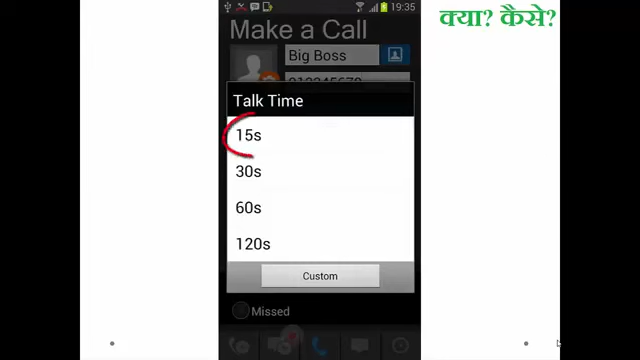 19:35
क्या? कैसे?
Make a Call
Big Boss
Talk Time
15s
30s
60s
120s
Custom
Missed